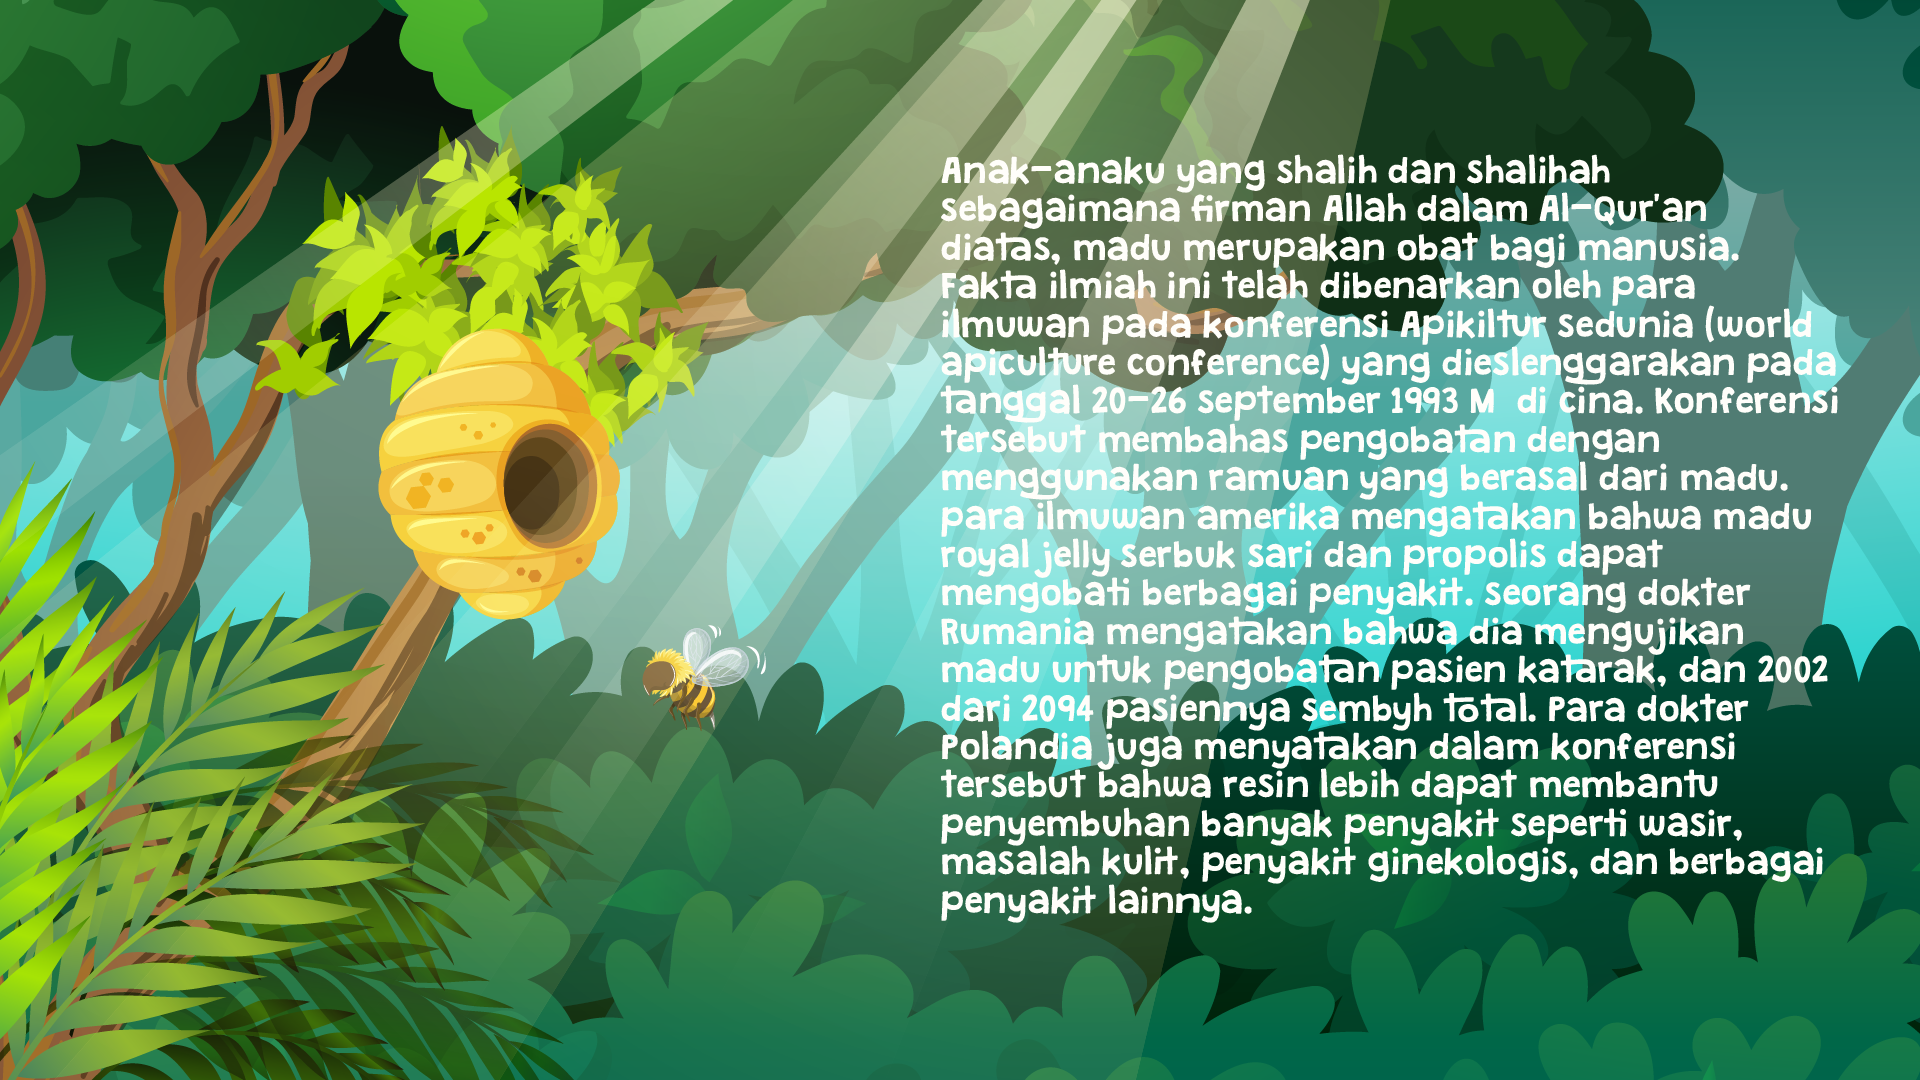 Anak-anaku yang shalih dan shalihah
sebagaimana firman Allah dalam Al-Qur'an
diatas, madu merupakan obat bagi manusia.
Fakta ilmiah ini telah dibenarkan oleh para
ilmuwan pada konferensi Apikiltur Sedunia (world
apiculture conference) yang dieslenggarakan pada
tanggal 20-26 September 1993 M  di cina. Konferensi
tersebut membahas pengobatan dengan
menggunakan ramuan yang berasal dari madu.
para ilmuwan amerika mengatakan bahwa madu
royal jelly serbuk sari dan propolis dapat
mengobati berbagai penyakit. Seorang dokter
Rumania mengatakan bahwa dia mengujikan
madu untuk pengobatan pasien katarak, dan 2002
dari 2094 pasiennya sembyh total. Para dokter
Polandia juga menyatakan dalam konferensi
tersebut bahwa resin lebih dapat membantu
penyembuhan banyak penyakit seperti wasir,
masalah kulit, penyakit ginekologis, dan berbagai
penyakit lainnya.